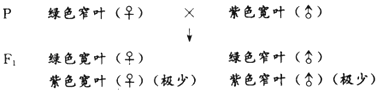 P 绿色窄叶(♀) × 紫色宽叶(♂)
↓
F₁ 绿色宽叶(♀) 绿色窄叶(♂)
紫色宽叶(♀)(极少) 紫色窄叶(♂)(极少)